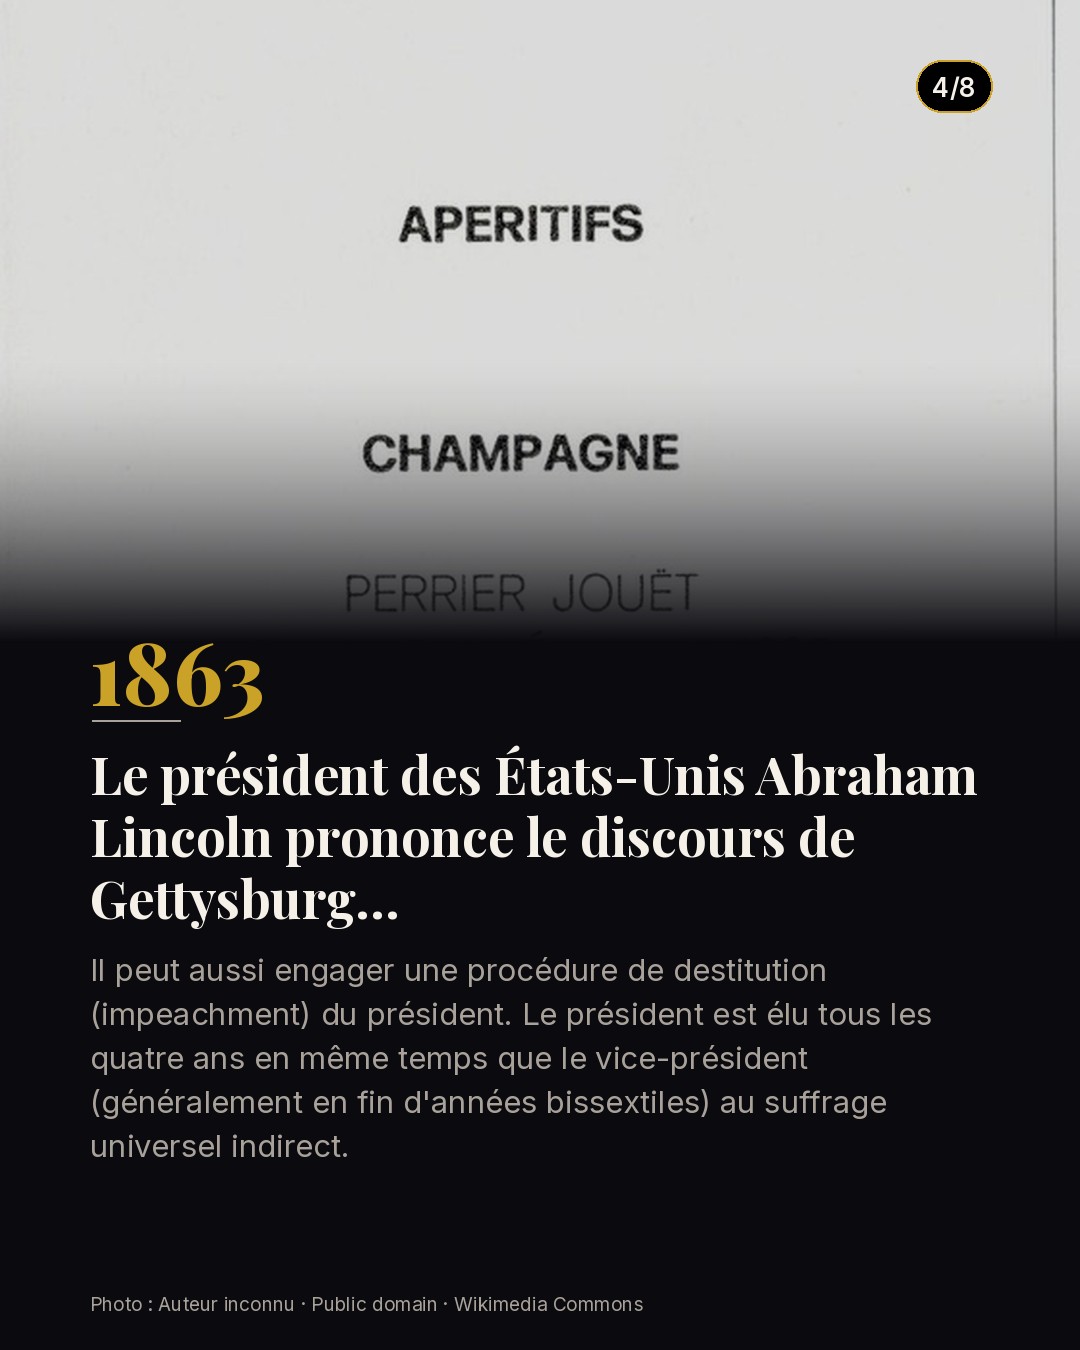 4/8
APERITIFS
CHAMPAGNE
PERRIER JOUËT
1863
Le président des États-Unis Abraham
Lincoln prononce le discours de
Gettysburg...
Il peut aussi engager une procédure de destitution
(impeachment) du président. Le président est élu tous les
quatre ans en même temps que le vice-président
(généralement en fin d'années bissextiles) au suffrage
universel indirect.
Photo : Auteur inconnu · Public domain · Wikimedia Commons